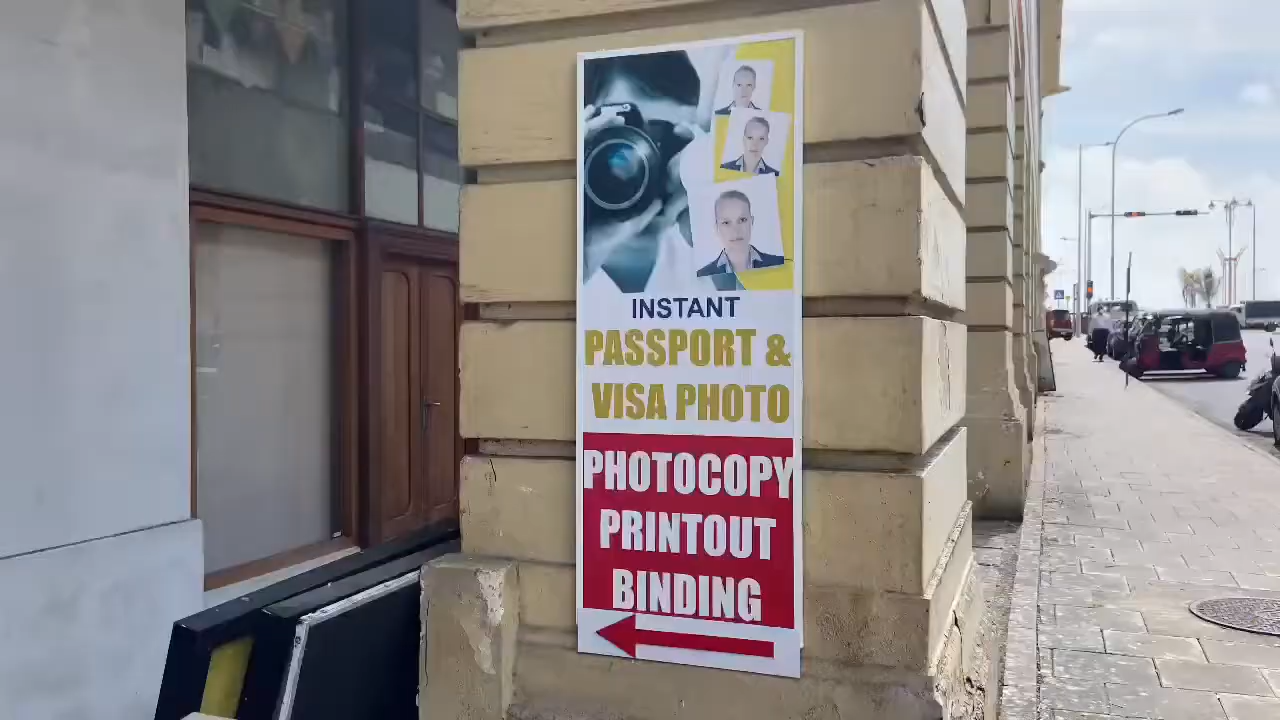 INSTANT
PASSPORT &
VISA PHOTO
PHOTOCOPY
PRINTOUT
BINDING